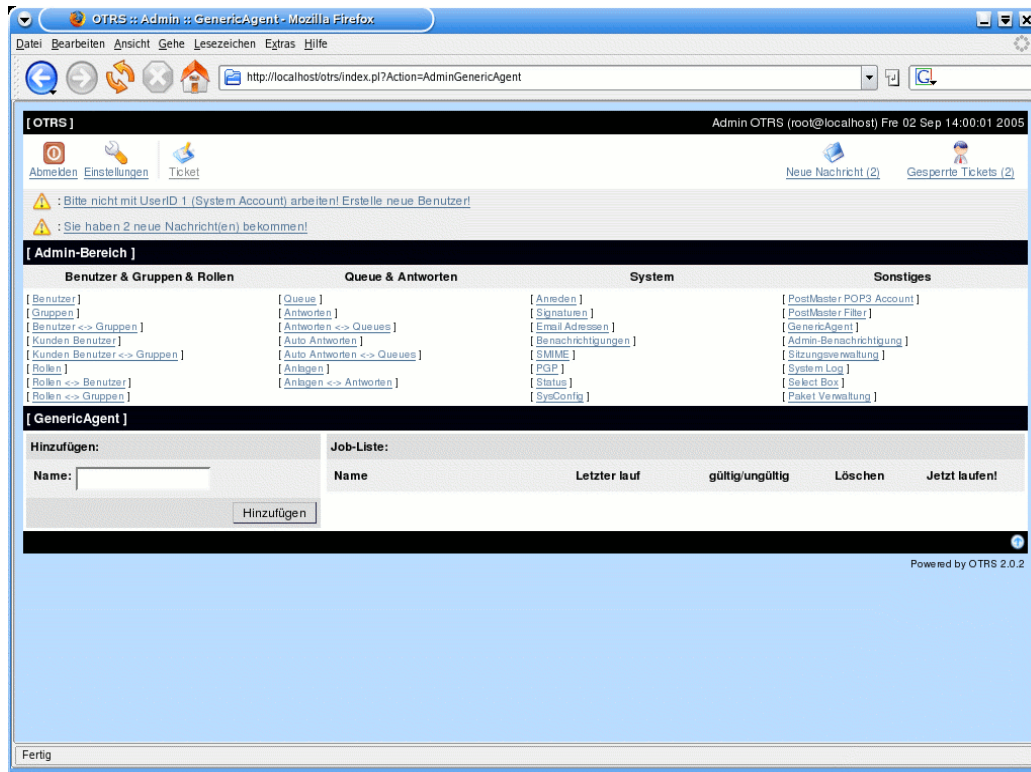 OTRS :: Admin :: GenericAgent - Mozilla Firefox
Datei Bearbeiten Ansicht Gehe Lesezeichen Extras Hilfe
http://localhost/otrs/index.pl?Action=AdminGenericAgent
[ OTRS ] Admin OTRS (root@localhost) Fre 02 Sep 14:00:01 2005
Abmelden Einstellungen Ticket Neue Nachricht (2) Gesperrte Tickets (2)
: Bitte nicht mit UserID 1 (System Account) arbeiten! Erstelle neue Benutzer!
: Sie haben 2 neue Nachricht(en) bekommen!
[ Admin-Bereich ]
Benutzer & Gruppen & Rollen Queue & Antworten System Sonstiges
[ Benutzer ] [ Queue ] [ Anreden ] [ PostMaster POP3 Account ]
[ Gruppen ] [ Antworten ] [ Signaturen ] [ PostMaster Filter ]
[ Benutzer <-> Gruppen ] [ Antworten <-> Queues ] [ Email Adressen ] [ GenericAgent ]
[ Kunden Benutzer ] [ Auto Antworten ] [ Benachrichtigungen ] [ Admin-Benachrichtigung ]
[ Kunden Benutzer <-> Gruppen ] [ Auto Antworten <-> Queues ] [ SMIME ] [ Sitzungsverwaltung ]
[ Rollen ] [ Anlagen ] [ PGP ] [ System Log ]
[ Rollen <-> Benutzer ] [ Anlagen <-> Antworten ] [ Status ] [ Select Box ]
[ Rollen <-> Gruppen ] [ SysConfig ] [ Paket Verwaltung ]
[ GenericAgent ]
Hinzufügen: Job-Liste:
Name: Name Letzter lauf gültig/ungültig Löschen Jetzt laufen!
Hinzufügen
Powered by OTRS 2.0.2
Fertig